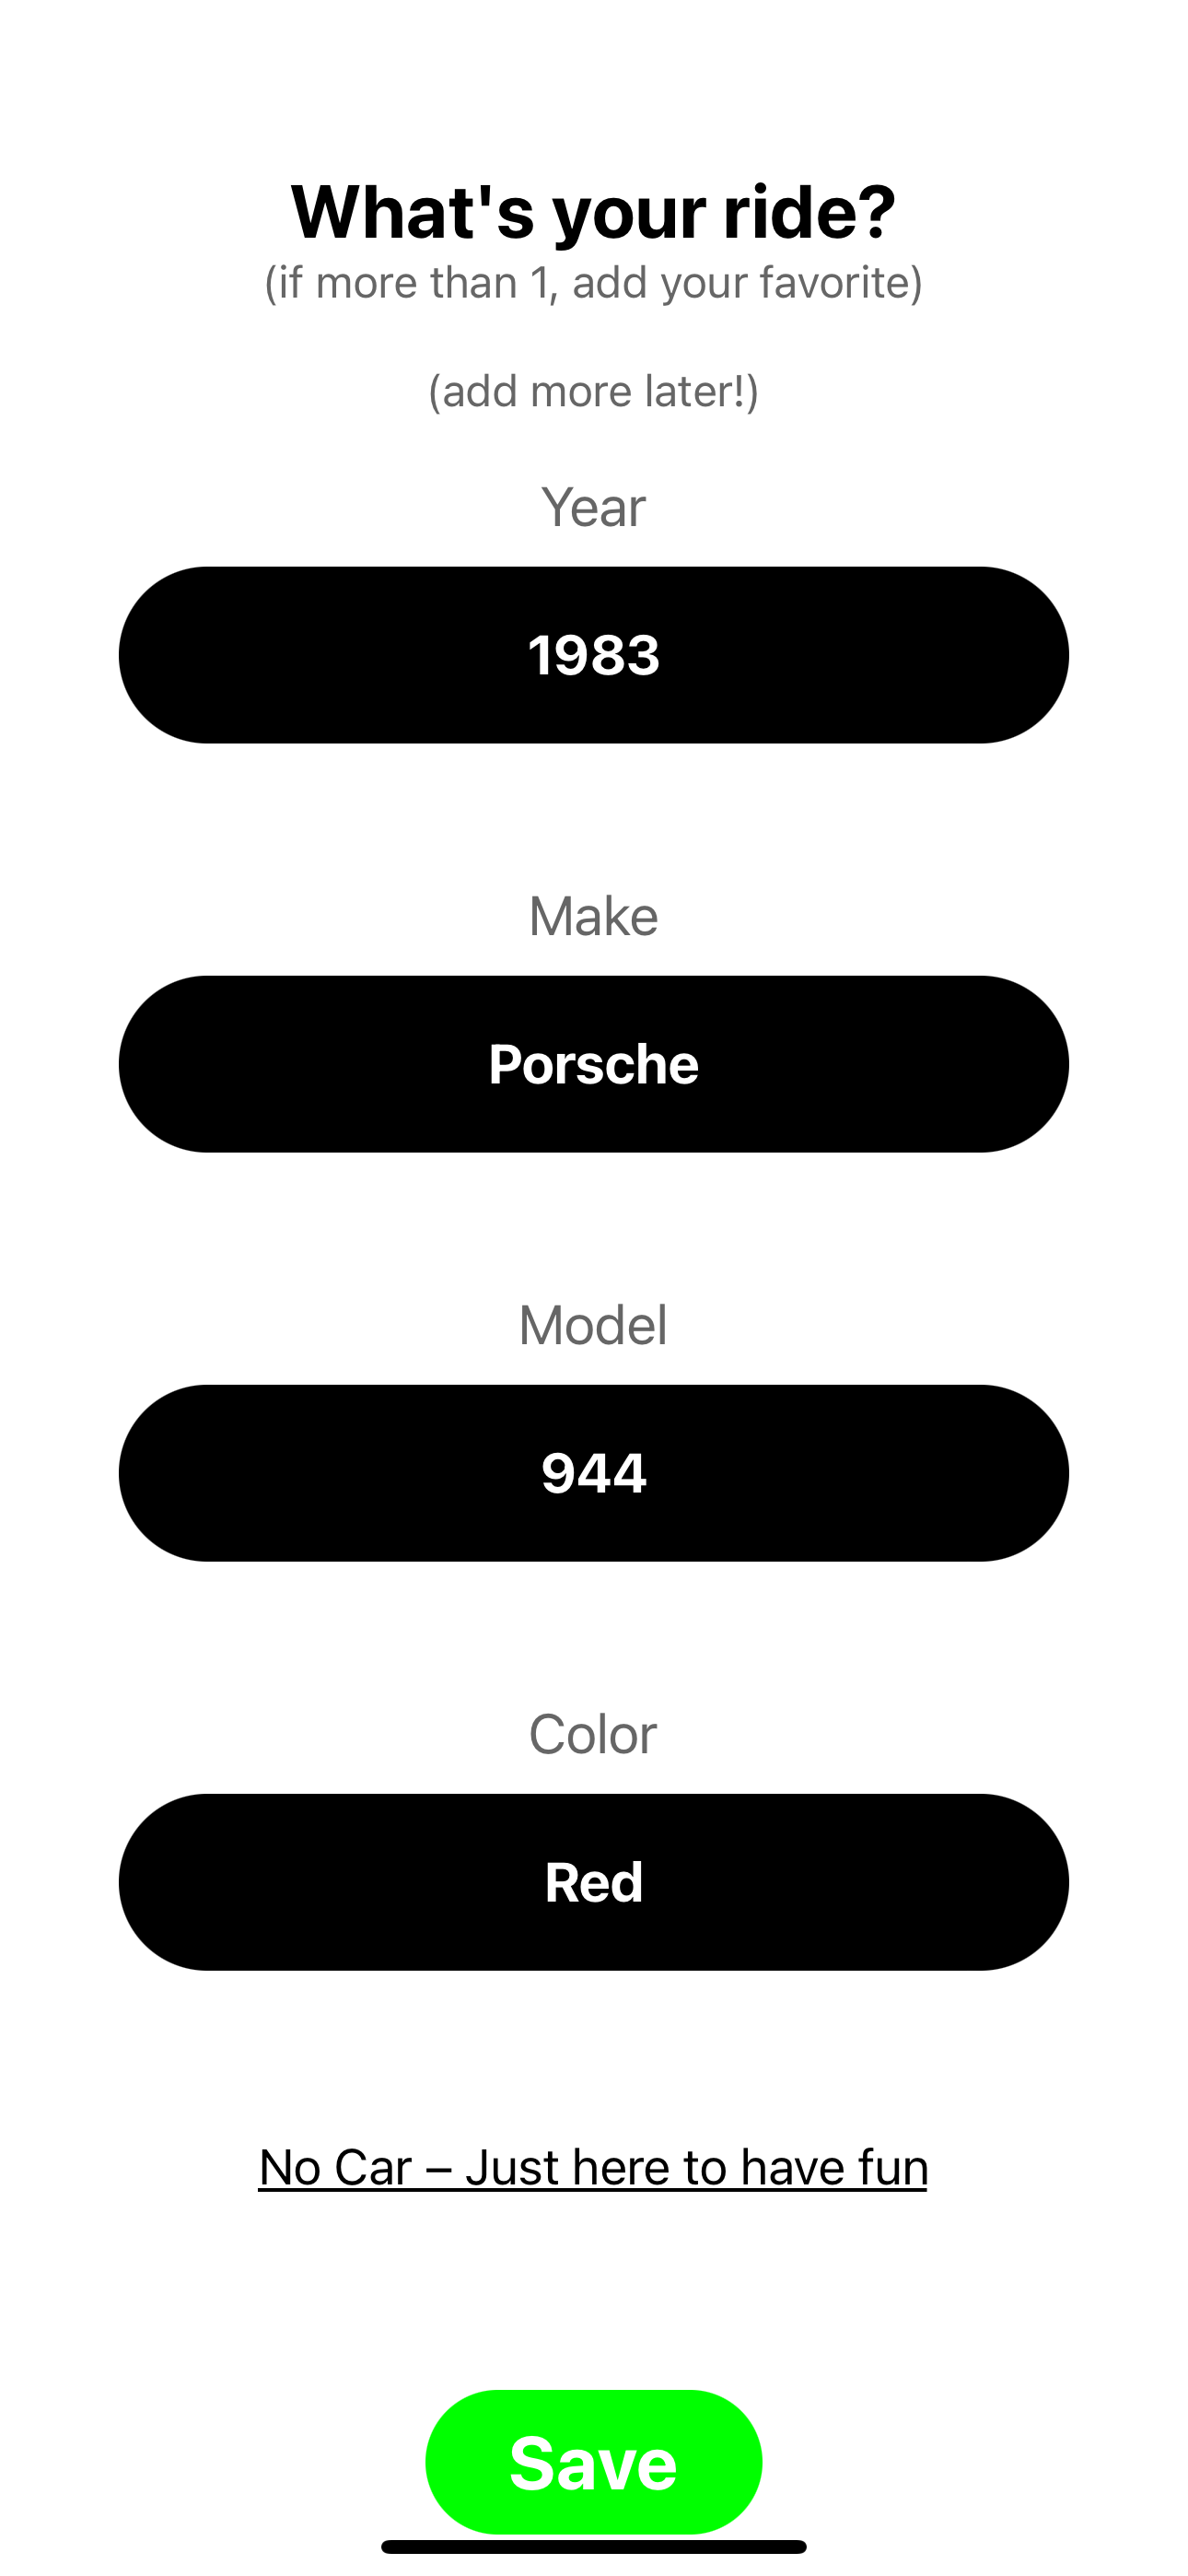 What's your ride?
(if more than 1, add your favorite)
(add more later!)
Year
1983
Make
Porsche
Model
944
Color
Red
No Car – Just here to have fun
Save